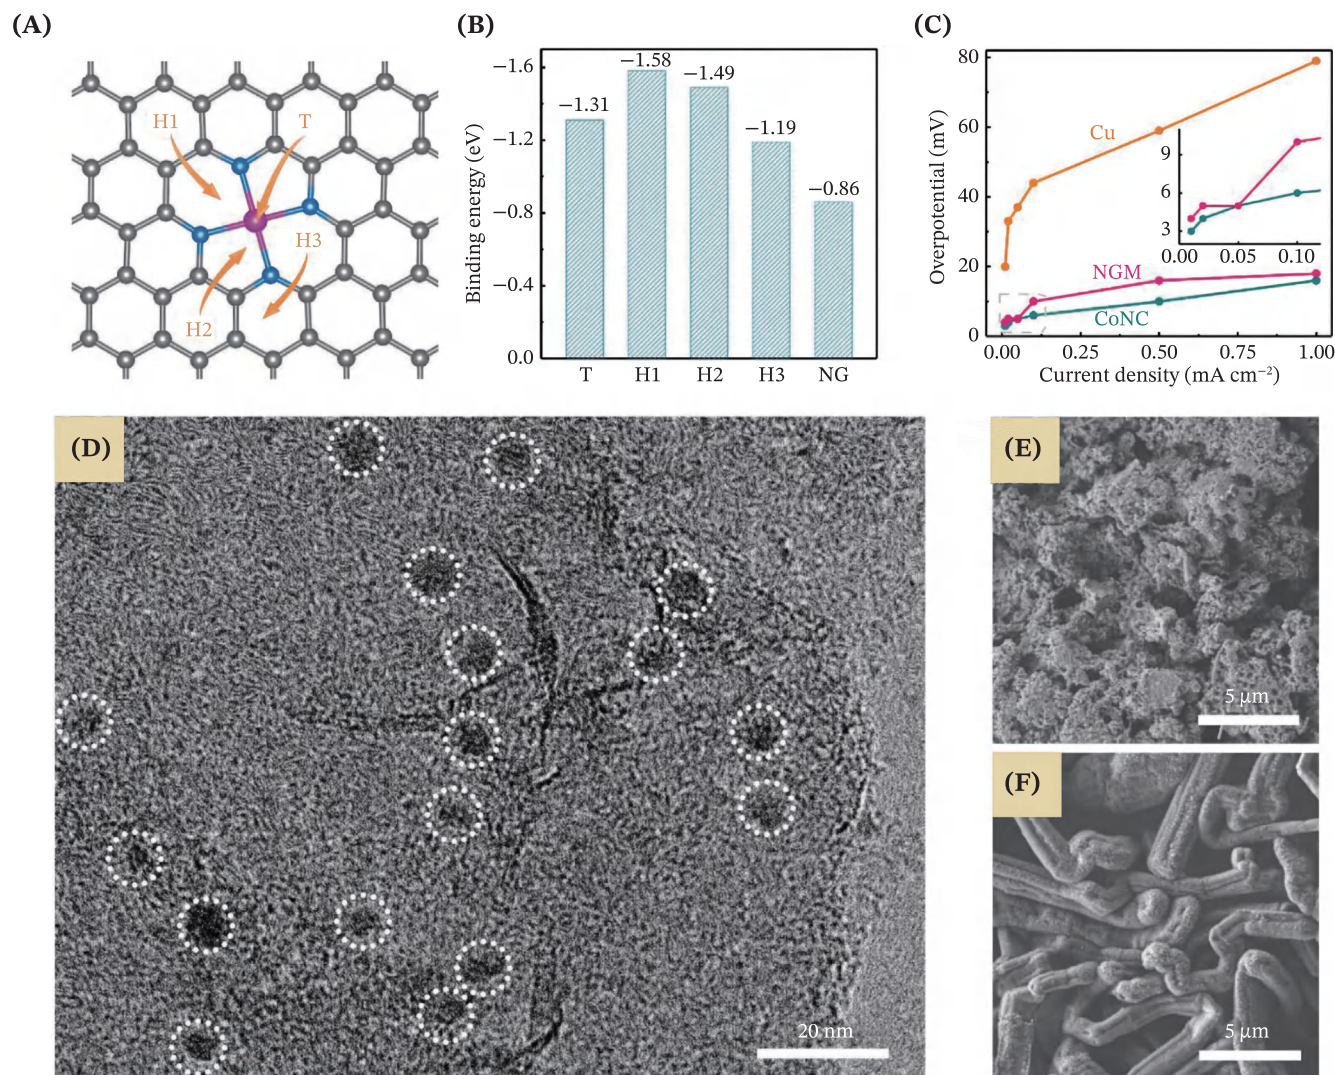 (A)
H1
T
H3
H2
(B)
Binding energy (eV)
−1.6
−1.2
−0.8
−0.4
0.0
−1.31
−1.58
−1.49
−1.19
−0.86
T H1 H2 H3 NG
(C)
Overpotential (mV)
80
60
40
20
0
Cu
NGM
CoNC
9
6
3
0.00 0.05 0.10
0.00 0.25 0.50 0.75 1.00
Current density (mA cm⁻²)
(D)
20 nm
(E)
5 μm
(F)
5 μm